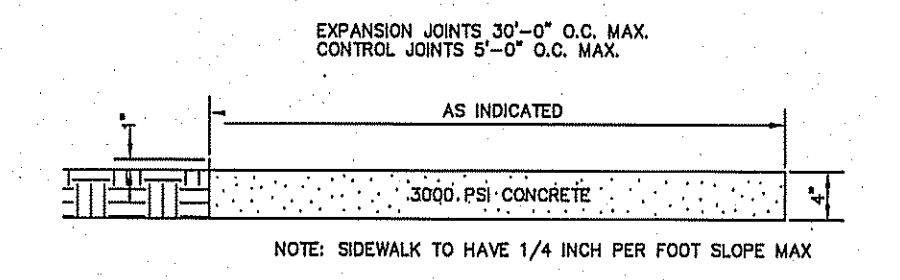 EXPANSION JOINTS 30'-0" O.C. MAX.
CONTROL JOINTS 5'-0" O.C. MAX.
1"
AS INDICATED
3000 PSI CONCRETE
4"
NOTE: SIDEWALK TO HAVE 1/4 INCH PER FOOT SLOPE MAX